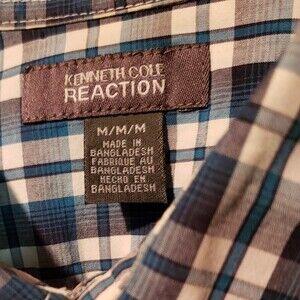 KENNETH COLE
REACTION
M/M/M
MADE IN
BANGLADESH
FABRIQUE AU
BANGLADESH
HECHO EN
BANGLADESH